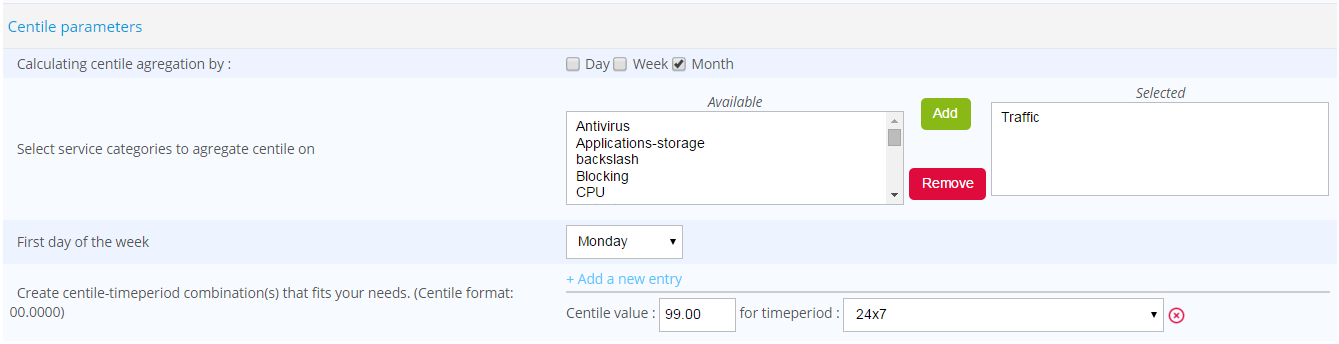 Centile parameters
Calculating centile agregation by :
Day Week Month
Select service categories to agregate centile on
Available
Antivirus
Applications-storage
backslash
Blocking
CPU
Add
Remove
Selected
Traffic
First day of the week
Monday
Create centile-timeperiod combination(s) that fits your needs. (Centile format:
00.0000)
+ Add a new entry
Centile value : 99.00 for timeperiod : 24x7